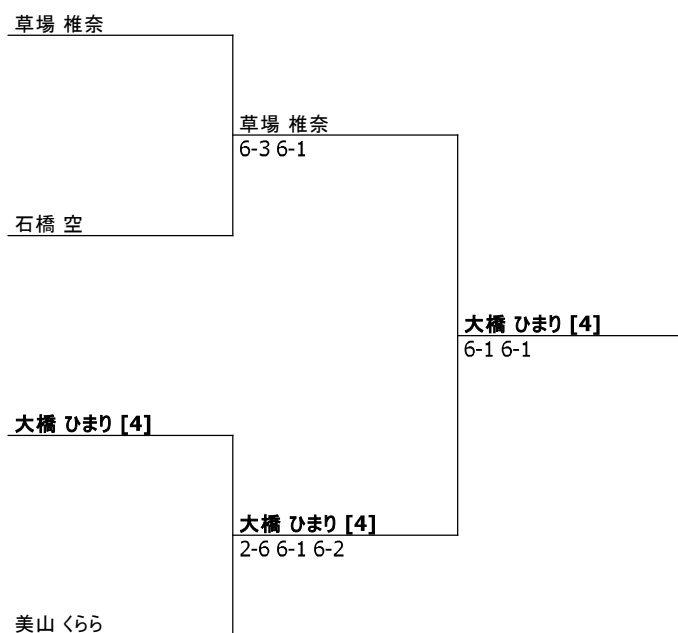 草場 椎奈
草場 椎奈
6-3 6-1
石橋 空
大橋 ひまり [4]
6-1 6-1
大橋 ひまり [4]
大橋 ひまり [4]
2-6 6-1 6-2
美山 くらら